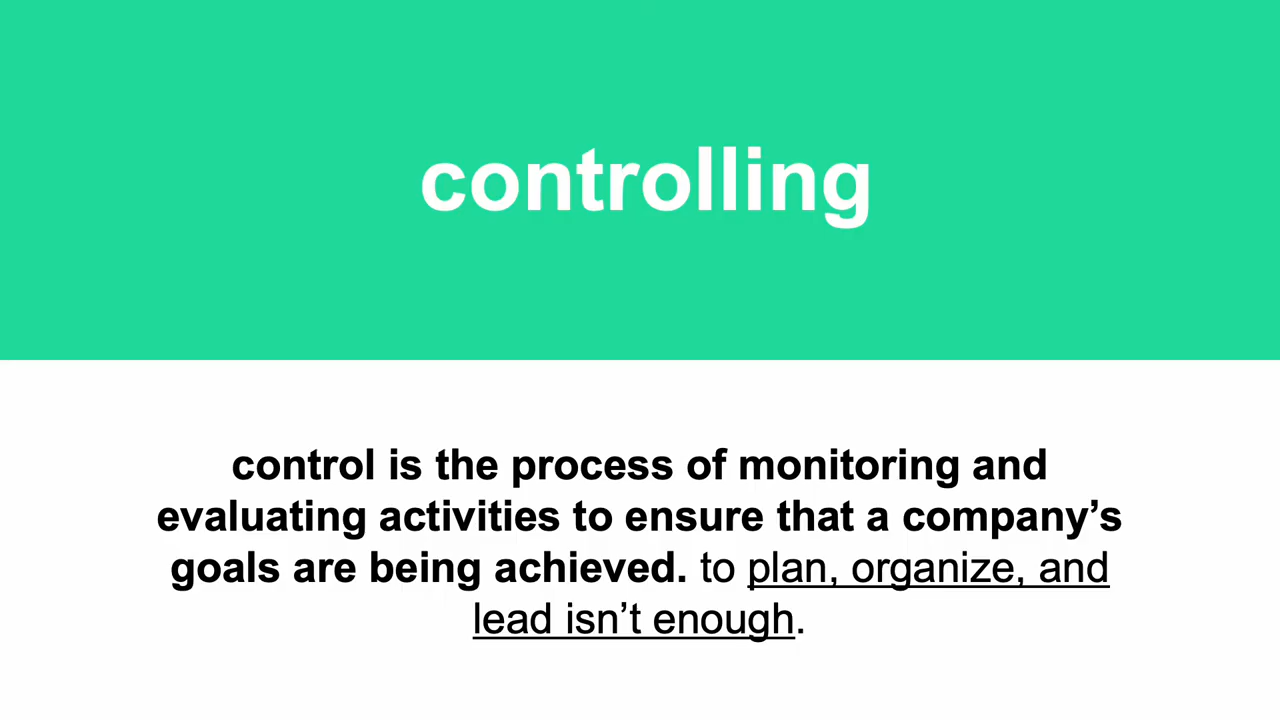 controlling
control is the process of monitoring and
evaluating activities to ensure that a company’s
goals are being achieved. to plan, organize, and
lead isn’t enough.